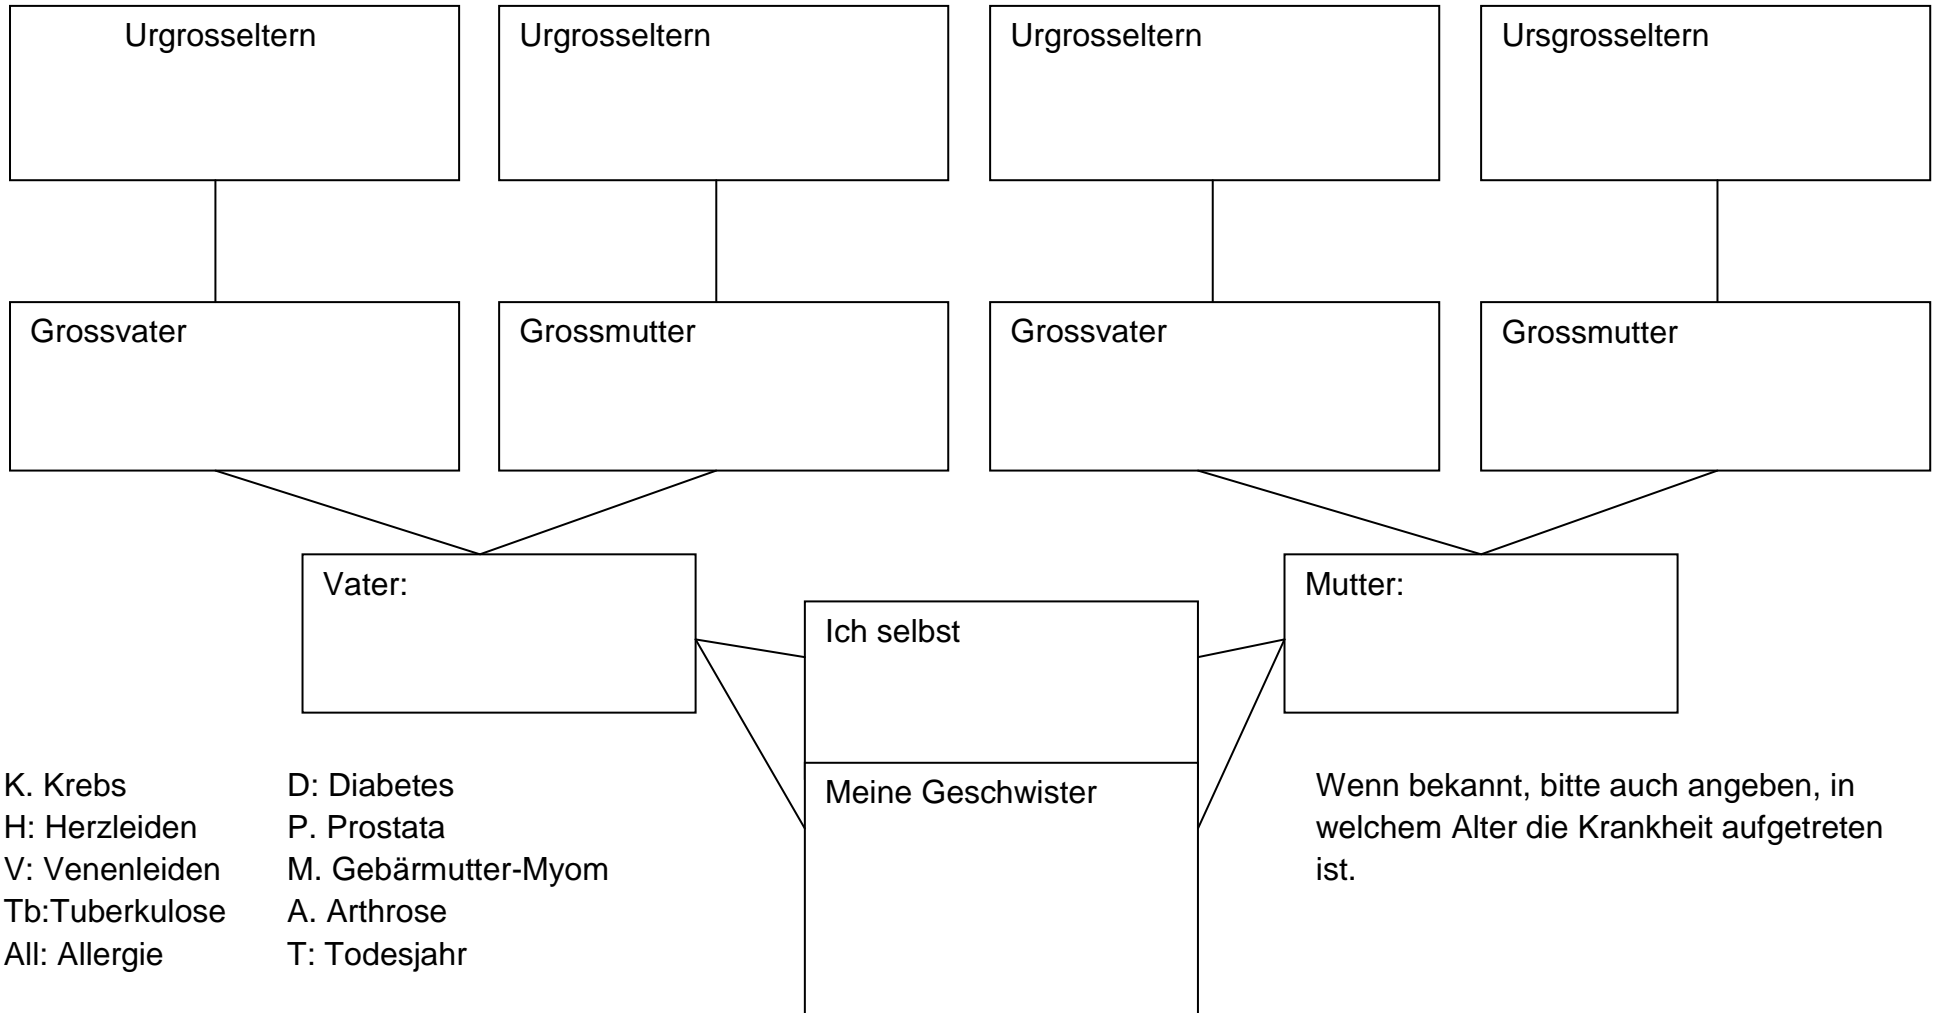 Urgrosseltern
Urgrosseltern
Urgrosseltern
Ursgrosseltern
Grossvater
Grossmutter
Grossvater
Grossmutter
Vater:
Ich selbst
Mutter:
Meine Geschwister
K. Krebs
H: Herzleiden
V: Venenleiden
Tb:Tuberkulose
All: Allergie
D: Diabetes
P. Prostata
M. Gebärmutter-Myom
A. Arthrose
T: Todesjahr
Wenn bekannt, bitte auch angeben, in
welchem Alter die Krankheit aufgetreten
ist.